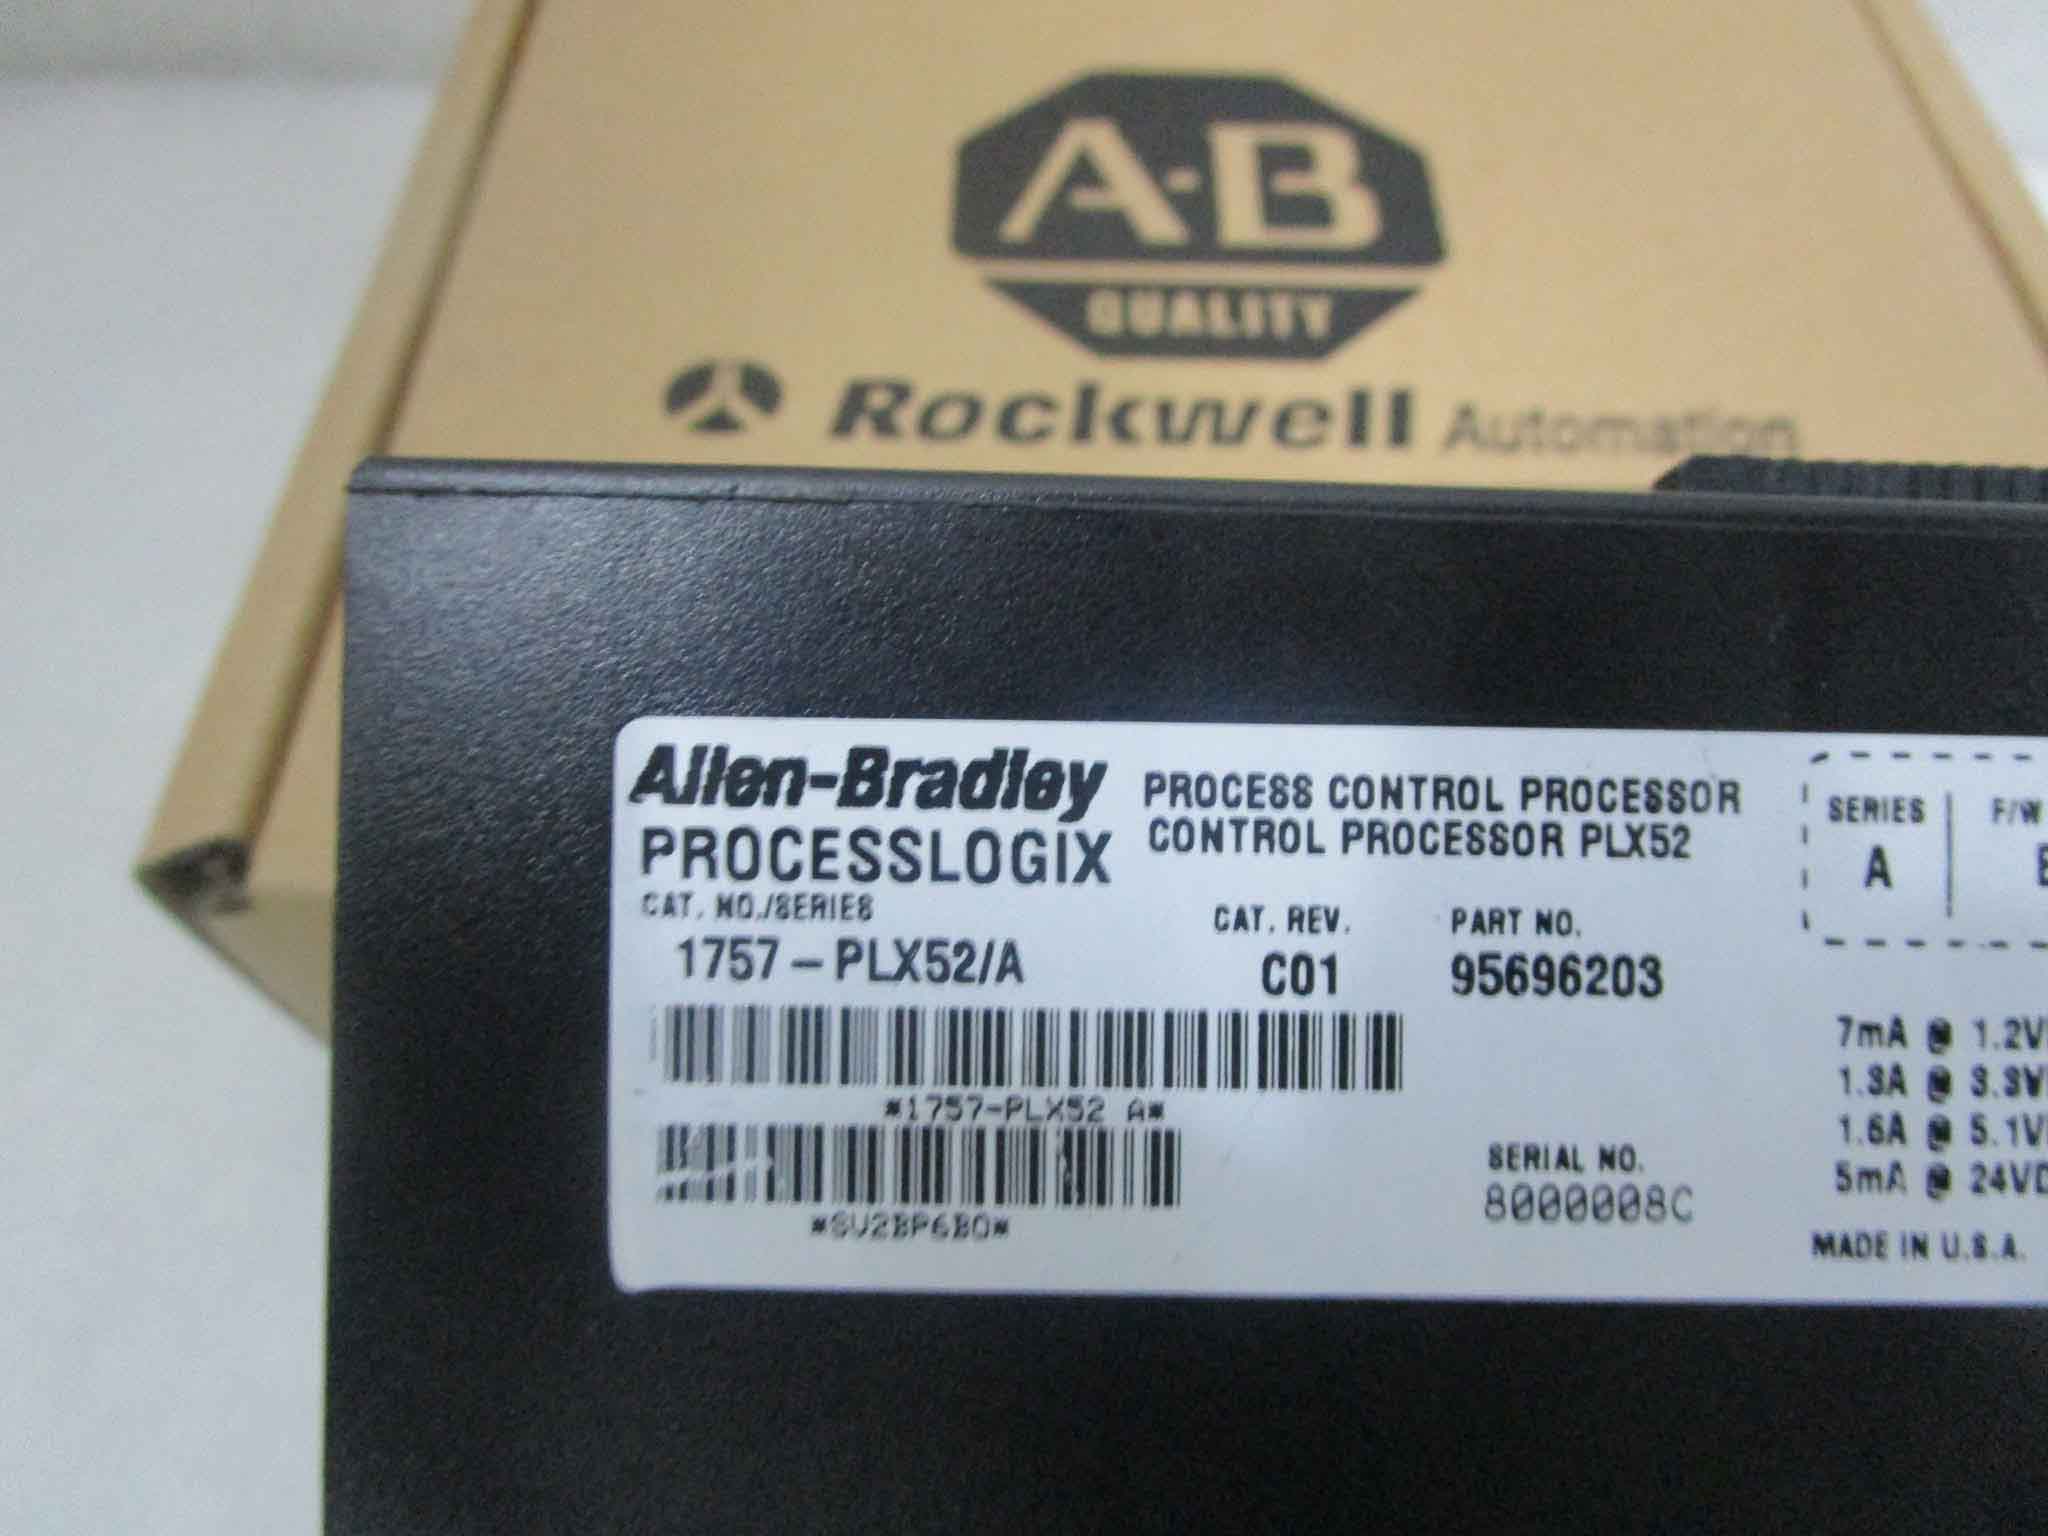 A-B
QUALITY
Rockwell Automation
Allen-Bradley
PROCESSLOGIX
PROCESS CONTROL PROCESSOR
CONTROL PROCESSOR PLX52
SERIES
A
F/W
CAT. NO./SERIES
1757-PLX52/A
CAT. REV.
C01
PART NO.
95696203
*1757-PLX52 A*
*SV2BP6B0*
SERIAL NO.
8000008C
7mA @ 1.2V
1.3A @ 3.3V
1.6A @ 5.1V
5mA @ 24VD
MADE IN U.S.A.